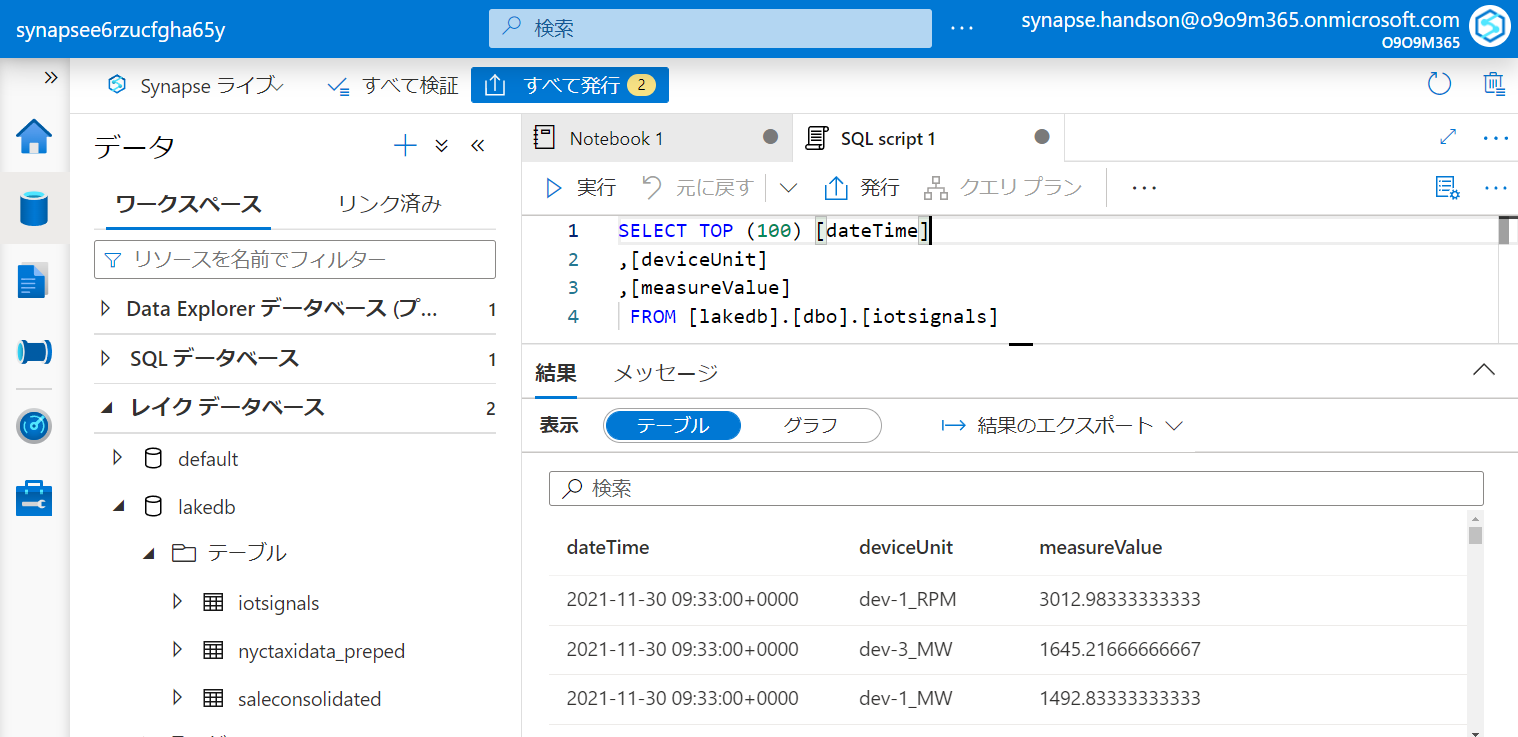 synapsee6rzucfgha65y
検索
synapse.handson@o9o9m365.onmicrosoft.com
O9O9M365
Synapse ライブ
すべて検証
すべて発行 2
データ
ワークスペース
リンク済み
リソースを名前でフィルター
Data Explorer データベース (プ... 1
SQL データベース 1
レイク データベース 2
default
lakedb
テーブル
iotsignals
nyctaxidata_preped
saleconsolidated
Notebook 1
SQL script 1
実行
元に戻す
発行
クエリ プラン
1 SELECT TOP (100) [dateTime]
2 ,[deviceUnit]
3 ,[measureValue]
4 FROM [lakedb].[dbo].[iotsignals]
結果
メッセージ
表示
テーブル
グラフ
結果のエクスポート
検索
dateTime deviceUnit measureValue
2021-11-30 09:33:00+0000 dev-1_RPM 3012.98333333333
2021-11-30 09:33:00+0000 dev-3_MW 1645.21666666667
2021-11-30 09:33:00+0000 dev-1_MW 1492.83333333333